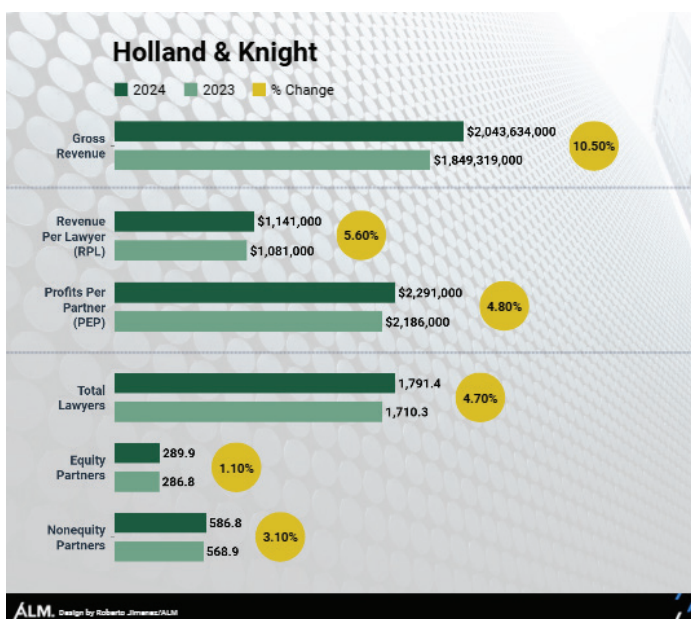 Holland & Knight
2024 2023 % Change
Gross
Revenue
$2,043,634,000
$1,849,319,000
10.50%
Revenue
Per Lawyer
(RPL)
$1,141,000
$1,081,000
5.60%
Profits Per
Partner
(PEP)
$2,291,000
$2,186,000
4.80%
Total
Lawyers
1,791.4
1,710.3
4.70%
Equity
Partners
289.9
286.8
1.10%
Nonequity
Partners
586.8
568.9
3.10%
ÁLM. Design by Roberto Jimenez/ALM